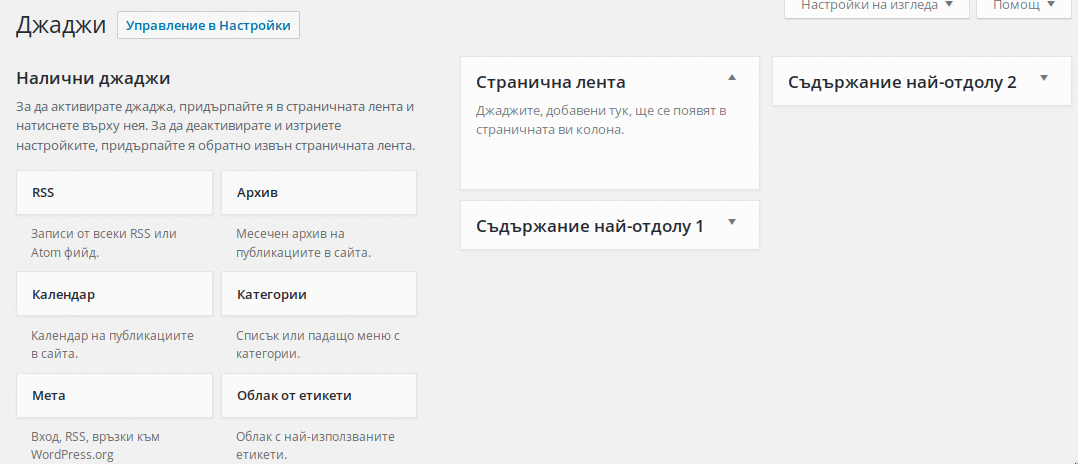 Джаджи
Управление в Настройки
Настройки на изгледа
Помощ
Налични джаджи
За да активирате джаджа, придърпайте я в страничната лента и
натиснете върху нея. За да деактивирате и изтриете
настройките, придърпайте я обратно извън страничната лента.
RSS
Записи от всеки RSS или
Atom фийд.
Архив
Месечен архив на
публикациите в сайта.
Календар
Календар на публикациите
в сайта.
Категории
Списък или падащо меню с
категории.
Мета
Вход, RSS, връзки към
WordPress.org
Облак от етикети
Облак с най-използваните
етикети.
Странична лента
Джаджите, добавени тук, ще се появят в
страничната ви колона.
Съдържание най-отдолу 1
Съдържание най-отдолу 2